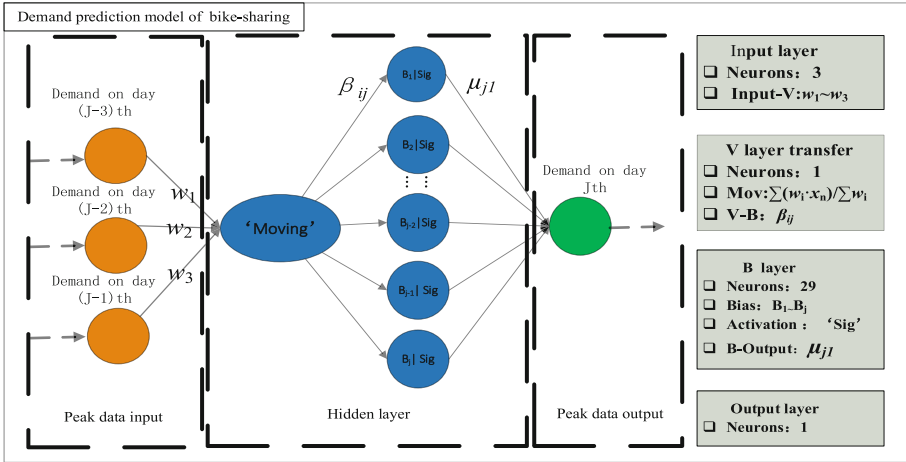 Demand prediction model of bike-sharing
Demand on day
(J-3)th
Demand on day
(J-2)th
Demand on day
(J-1)th
w₁
w₂
w₃
Peak data input
‘Moving’
β ij
B₁|Sig
B₂|Sig
... ...
Bj-2| Sig
Bj-1| Sig
Bj| Sig
μj1
Hidden layer
Demand on day
Jth
Peak data output
Input layer
❑ Neurons：3
❑ Input-V:w₁~w₃
V layer transfer
❑ Neurons：1
❑ Mov:∑(wᵢ·xₙ)/∑wᵢ
❑ V-B：βij
B layer
❑ Neurons：29
❑ Bias：B₁~Bj
❑ Activation：‘Sig’
❑ B-Output：μj1
Output layer
❑ Neurons：1